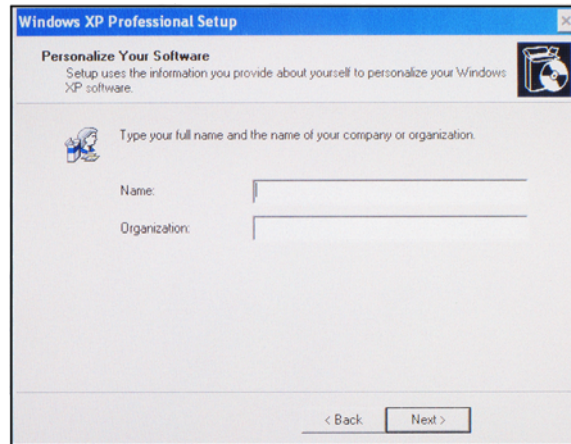 Windows XP Professional Setup
Personalize Your Software
Setup uses the information you provide about yourself to personalize your Windows
XP software.
Type your full name and the name of your company or organization.
Name:
Organization:
< Back
Next >